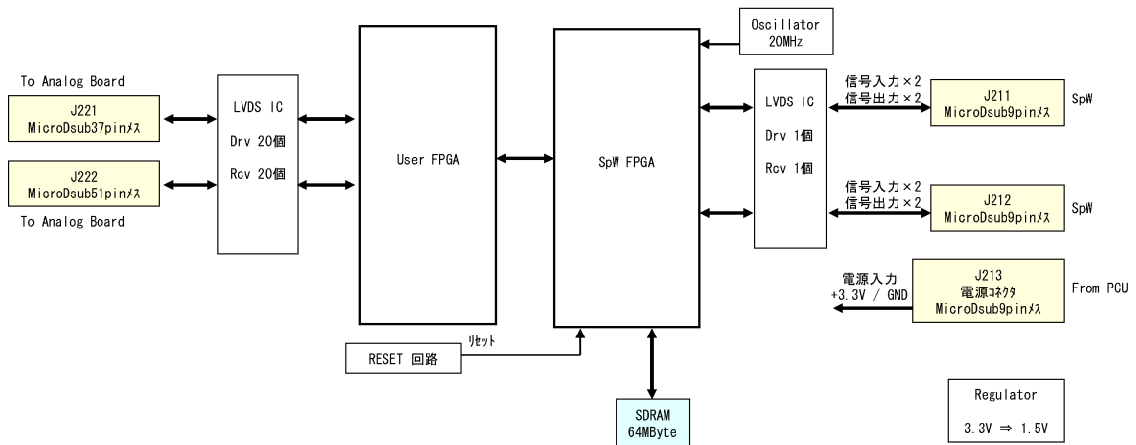 To Analog Board
J221
MicroDsub37pinﾒｽ
J222
MicroDsub51pinﾒｽ
To Analog Board
LVDS IC
Drv 20個
Rcv 20個
User FPGA
SpW FPGA
Oscillator
20MHz
LVDS IC
Drv 1個
Rcv 1個
信号入力×2
信号出力×2
J211
MicroDsub9pinﾒｽ
SpW
信号入力×2
信号出力×2
J212
MicroDsub9pinﾒｽ
SpW
電源入力
+3.3V / GND
J213
電源ｺﾈｸﾀ
MicroDsub9pinﾒｽ
From PCU
RESET 回路
ﾘｾｯﾄ
SDRAM
64MByte
Regulator
3.3V ⇒ 1.5V